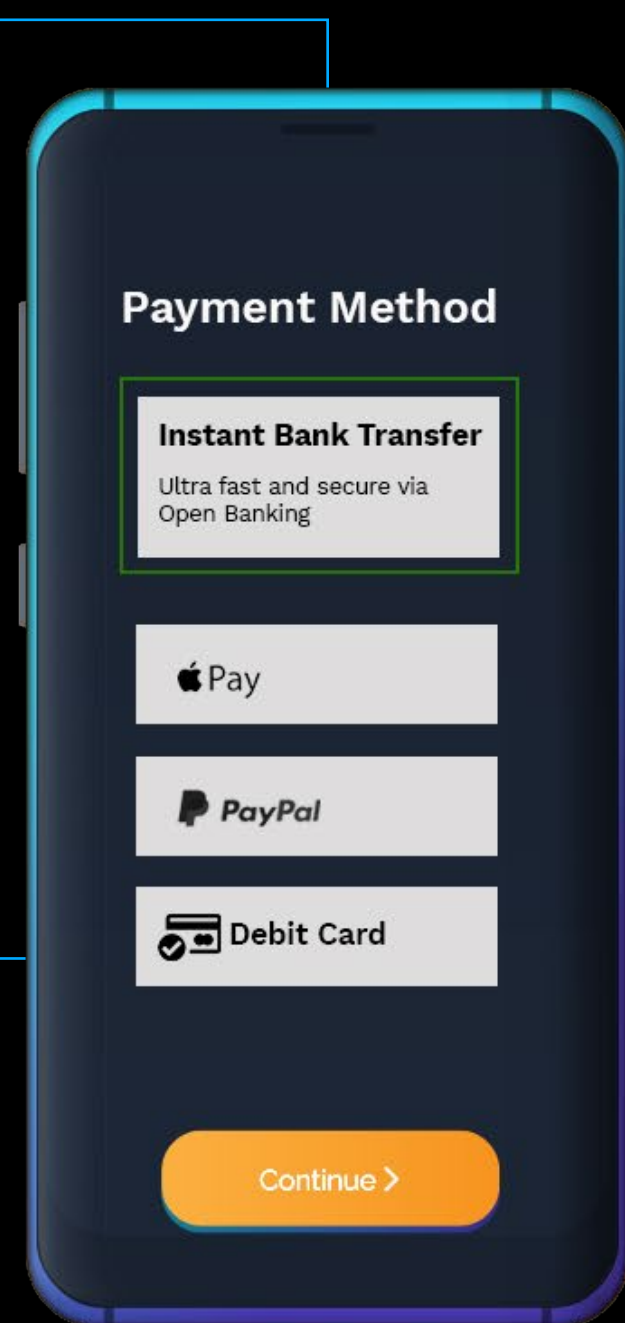 Payment Method
Instant Bank Transfer
Ultra fast and secure via
Open Banking
Pay
PayPal
Debit Card
Continue >